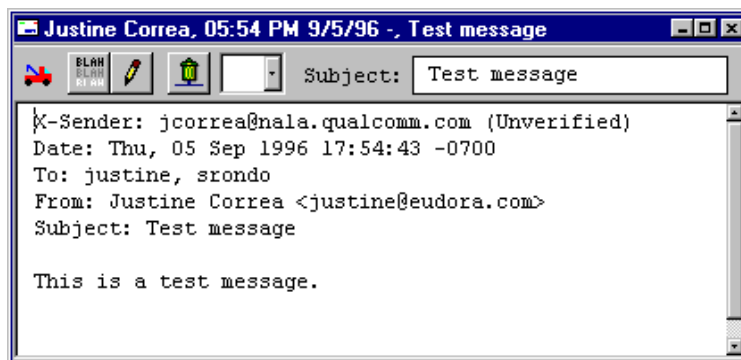 Justine Correa, 05:54 PM 9/5/96 -, Test message
BLAH
BLAH
BLAH
Subject: Test message
X-Sender: jcorrea@nala.qualcomm.com (Unverified)
Date: Thu, 05 Sep 1996 17:54:43 -0700
To: justine, srondo
From: Justine Correa <justine@eudora.com>
Subject: Test message
This is a test message.